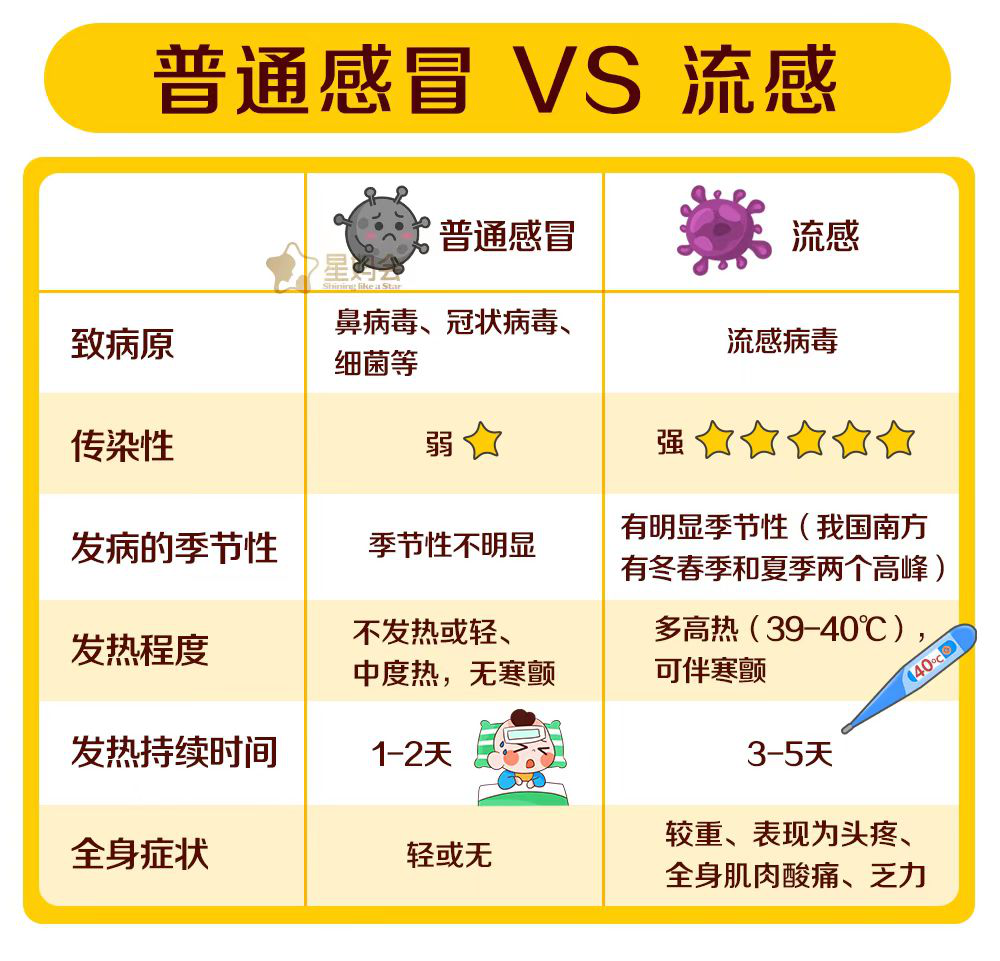 普通感冒 VS 流感
普通感冒
流感
星妈会
Shining like a Star
致病原
鼻病毒、冠状病毒、
细菌等
流感病毒
传染性
弱
强
发病的季节性
季节性不明显
有明显季节性（我国南方
有冬春季和夏季两个高峰）
发热程度
不发热或轻、
中度热，无寒颤
多高热（39-40℃），
可伴寒颤
40℃
发热持续时间
1-2天
3-5天
全身症状
轻或无
较重、表现为头疼、
全身肌肉酸痛、乏力